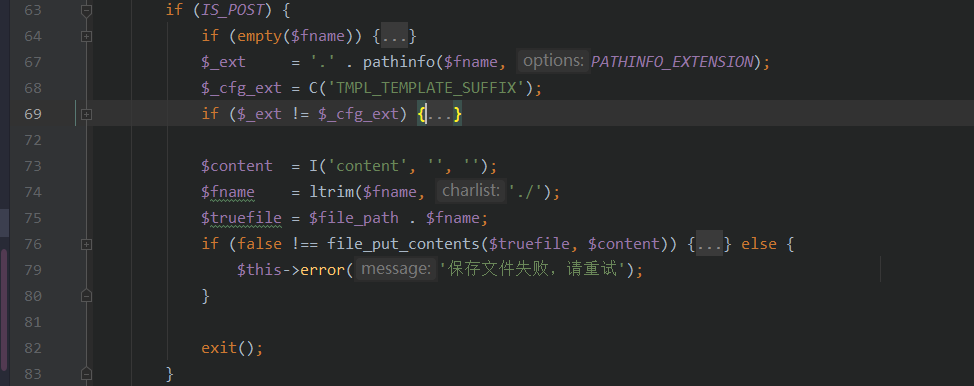 63 if (IS_POST) {
64 if (empty($fname)) {...}
67 $_ext     = '.' . pathinfo($fname, options: PATHINFO_EXTENSION);
68 $_cfg_ext = C('TMPL_TEMPLATE_SUFFIX');
69 if ($_ext != $_cfg_ext) {...}
72
73 $content  = I('content', '', '');
74 $fname    = ltrim($fname, charlist: './');
75 $truefile = $file_path . $fname;
76 if (false !== file_put_contents($truefile, $content)) {...} else {
79 $this->error( message: '保存文件失败，请重试');
80 }
81
82 exit();
83 }